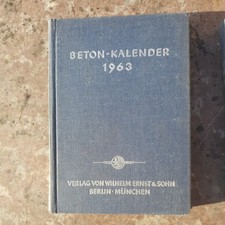 BETON-KALENDER
1963
VERLAG VON WILHELM ERNST & SOHN
BERLIN · MÜNCHEN